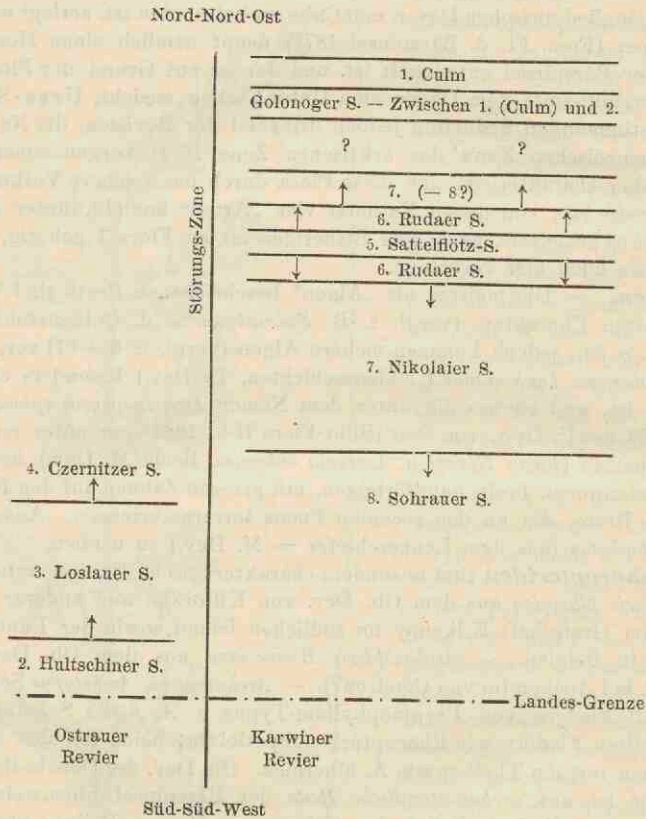 Nord-Nord-Ost
1. Culm
Golonoger S. — Zwischen 1. (Culm) und 2.
? ?
7. (— 8?)
6. Rudaer S.
5. Sattelflötz-S.
6. Rudaer S.
Störungs-Zone
7. Nikolaier S.
4. Czernitzer S.
8. Sohrauer S.
3. Loslauer S.
2. Hultschiner S.
Landes-Grenze
Ostrauer
Revier
Karwiner
Revier
Süd-Süd-West